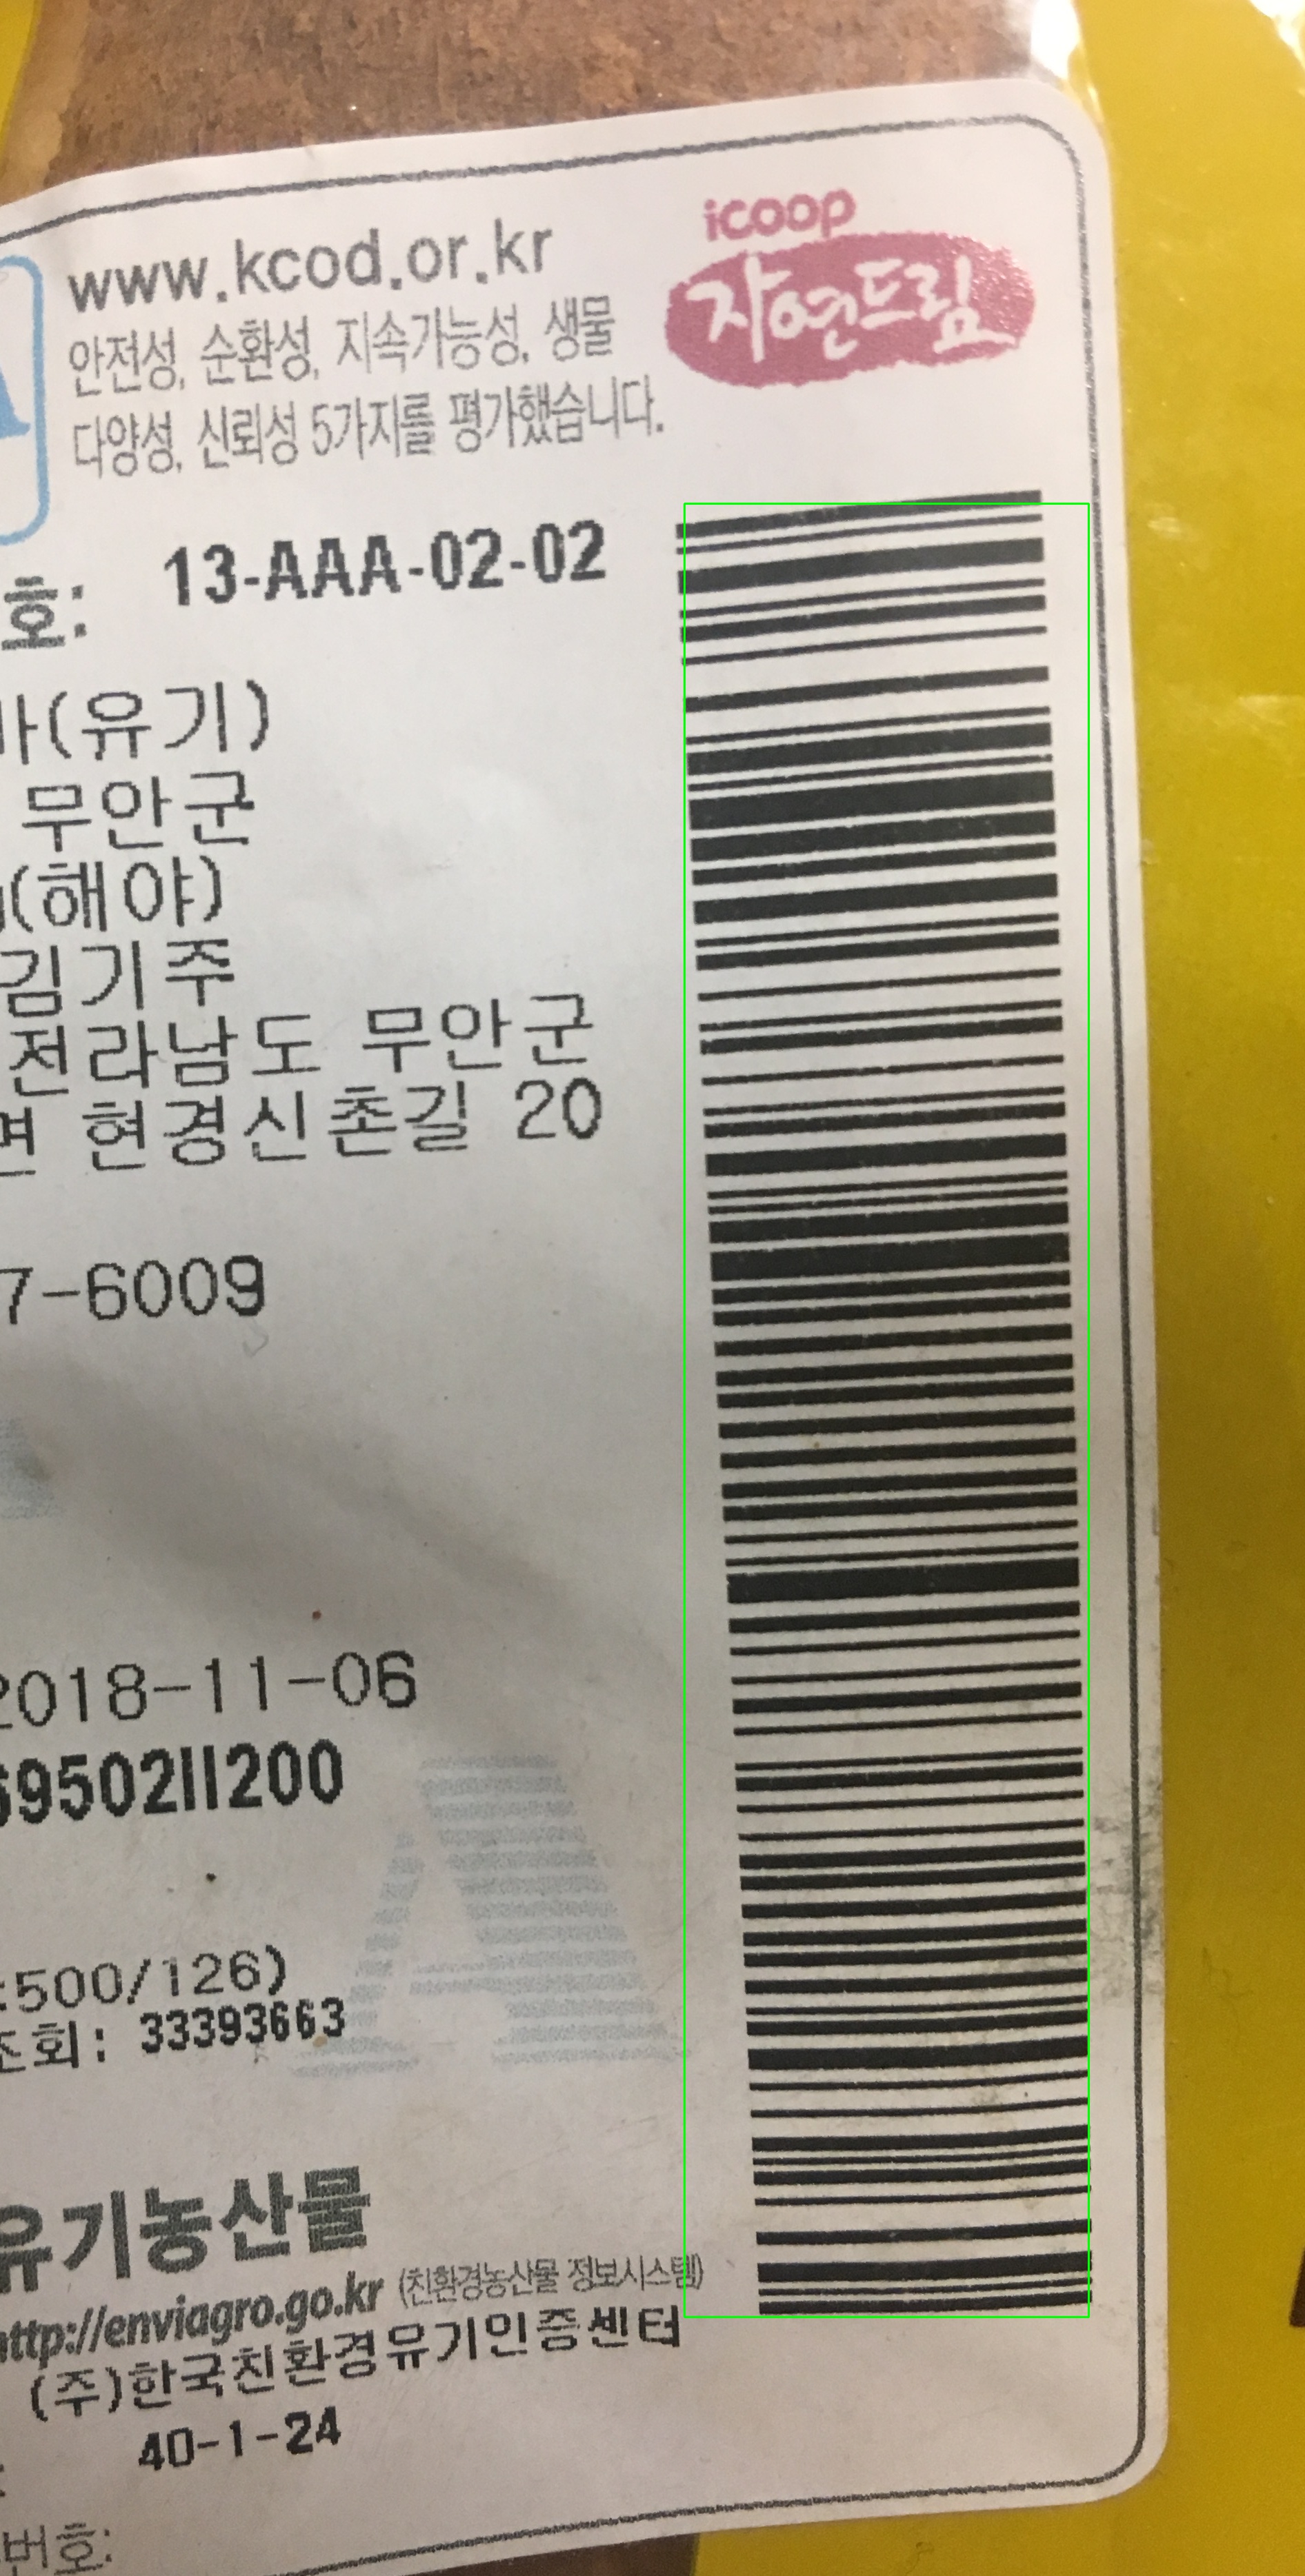 www.kcod.or.kr
icoop
자연드림
안전성, 순환성, 지속가능성, 생물
다양성, 신뢰성 5가지를 평가했습니다.
호: 13-AAA-02-02
(유기)
무안군
(해야)
김기주
전라남도 무안군
면 현경신촌길 20
7-6009
2018-11-06
69502II200
:500/126)
조회: 33393663
유기농산물
http://enviagro.go.kr (친환경농산물 정보시스템)
(주)한국친환경유기인증센터
40-1-24
번호: